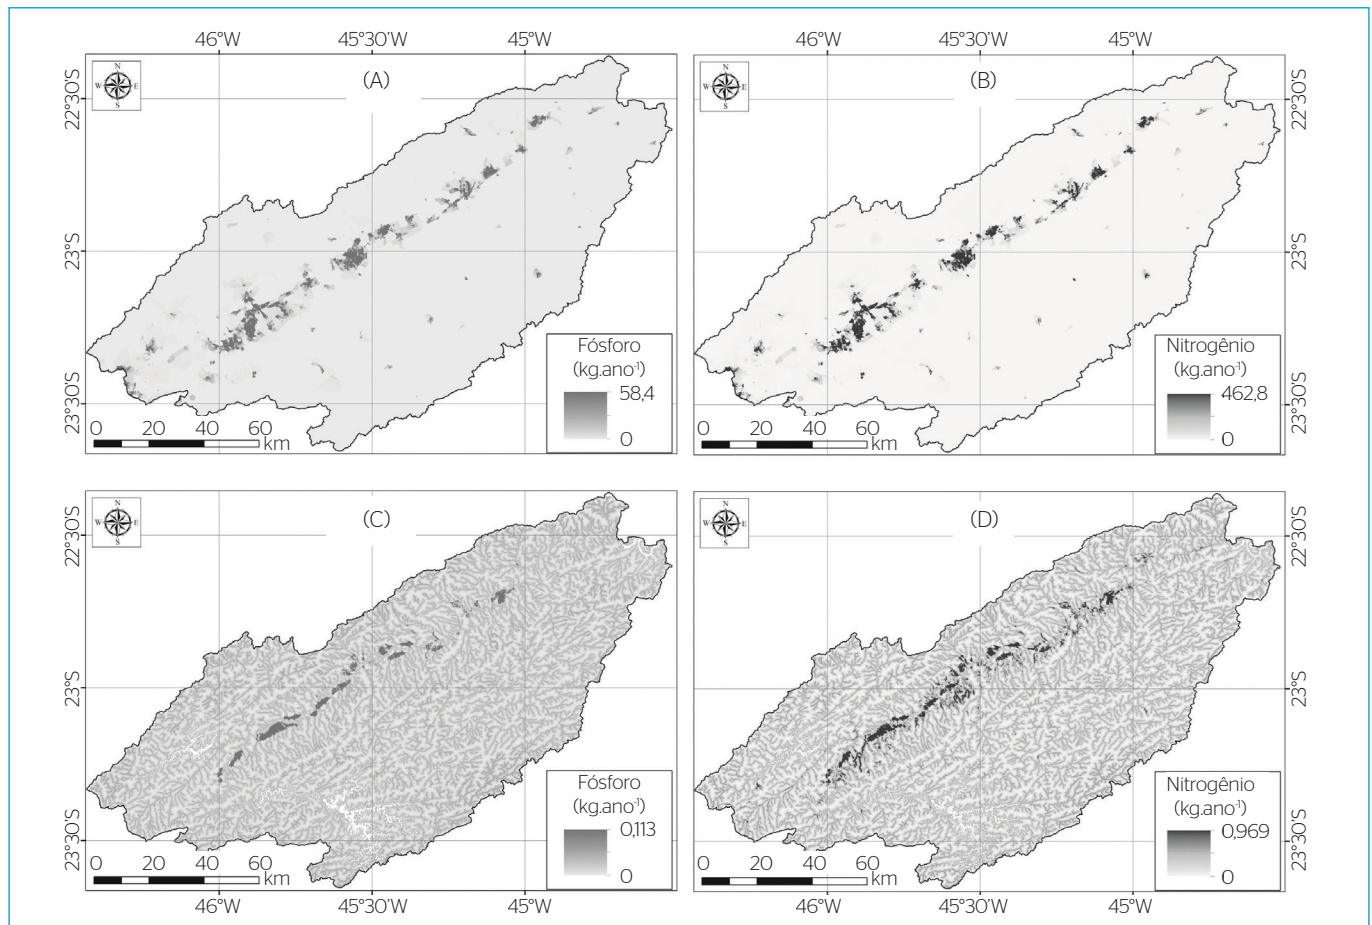 46°W 45°30'W 45°W
46°W 45°30'W 45°W
N
W E
S
(A)
22°30'S
23°S
23°30'S
Fósforo
(kg.ano⁻¹)
58,4
0
0 20 40 60
km
N
W E
S
(B)
22°30'S
23°S
23°30'S
Nitrogênio
(kg.ano⁻¹)
462,8
0
0 20 40 60
km
N
W E
S
(C)
22°30'S
23°S
23°30'S
Fósforo
(kg.ano⁻¹)
0,113
0
0 20 40 60
km
N
W E
S
(D)
22°30'S
23°S
23°30'S
Nitrogênio
(kg.ano⁻¹)
0,969
0
0 20 40 60
km
46°W 45°30'W 45°W
46°W 45°30'W 45°W